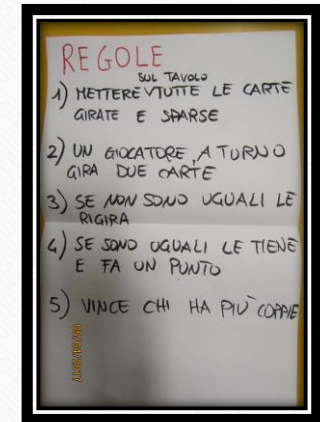 REGOLE
SUL TAVOLO
1) METTERE V TUTTE LE CARTE
GIRATE E SPARSE
2) UN GIOCATORE, A TURNO
GIRA DUE CARTE
3) SE NON SONO UGUALI LE
RIGIRA
4) SE SONO UGUALI LE TIENE
E FA UN PUNTO
5) VINCE CHI HA PIÙ COPPIE